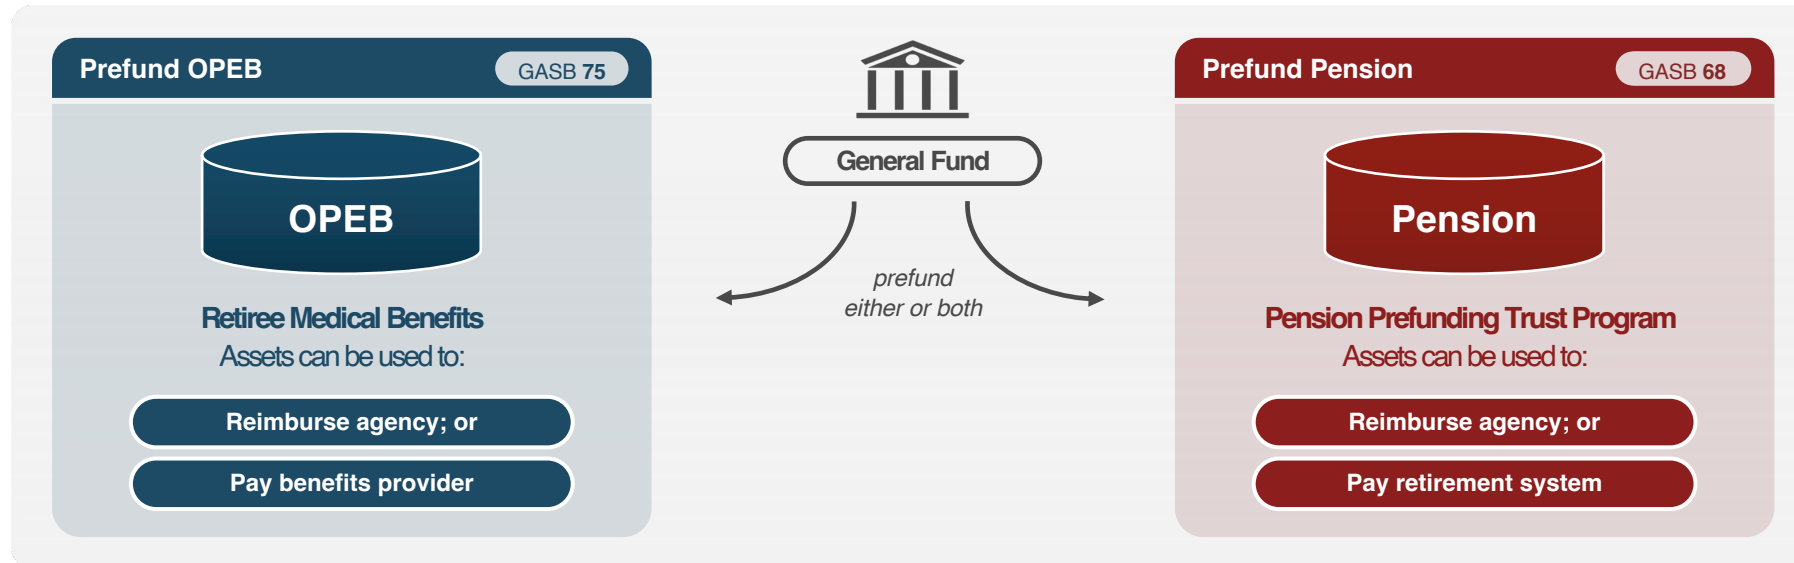 Prefund OPEB
GASB 75
OPEB
Retiree Medical Benefits
Assets can be used to:
Reimburse agency; or
Pay benefits provider
General Fund
prefund
either or both
Prefund Pension
GASB 68
Pension
Pension Prefunding Trust Program
Assets can be used to:
Reimburse agency; or
Pay retirement system